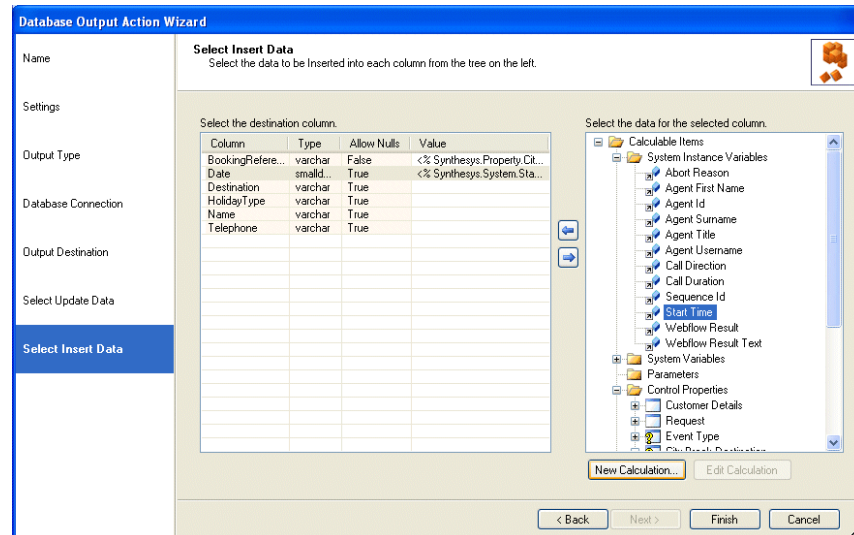 Database Output Action Wizard
Name
Settings
Output Type
Database Connection
Output Destination
Select Update Data
Select Insert Data
Select Insert Data
Select the data to be Inserted into each column from the tree on the left.
Select the destination column.
Column Type Allow Nulls Value
BookingRefere... varchar False <% Synthesys.Property.Cit...
Date smalld... True <% Synthesys.System.Sta...
Destination varchar True
HolidayType varchar True
Name varchar True
Telephone varchar True
Select the data for the selected column.
Calculable Items
System Instance Variables
Abort Reason
Agent First Name
Agent Id
Agent Surname
Agent Title
Agent Username
Call Direction
Call Duration
Sequence Id
Start Time
Webflow Result
Webflow Result Text
System Variables
Parameters
Control Properties
Customer Details
Request
Event Type
City Break Destination
New Calculation... Edit Calculation
< Back Next > Finish Cancel